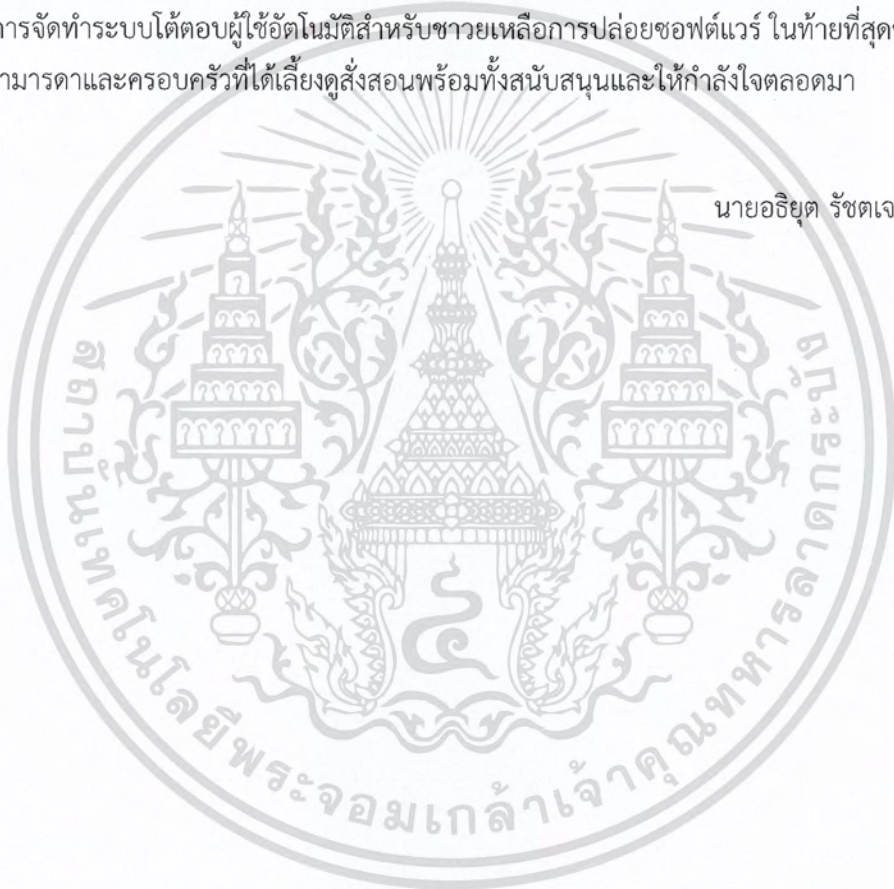 การจัดทำระบบโต้ตอบผู้ใช้อัตโนมัติสำหรับชาวยเหลือการปล่อยซอฟต์แวร์ ในท้ายที่สุด
ามารดาและครอบครัวที่ได้เลี้ยงดูสั่งสอนพร้อมทั้งสนับสนุนและให้กำลังใจตลอดมา
นายอธิยุต รัชตเจ
สถาบันเทคโนโลยีพระจอมเกล้าเจ้าคุณทหารลาดกระบัง